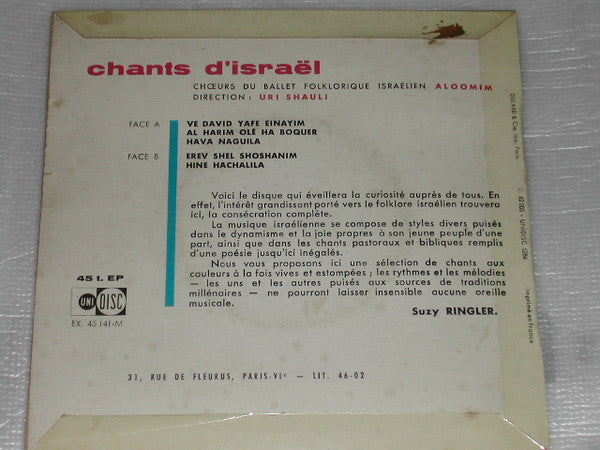 chants d'israël
CHŒURS DU BALLET FOLKLORIQUE ISRAÉLIEN ALOOMIM
DIRECTION : URI SHAULI
FACE A
VE DAVID YAFE EINAYIM
AL HARIM OLÉ HA BOQUER
HAVA NAGUILA
FACE B
EREV SHEL SHOSHANIM
HINE HACHALILA
Voici le disque qui éveillera la curiosité auprès de tous. En
effet, l'intérêt grandissant porté vers le folklore israélien trouvera
ici, la consécration complète.
La musique israélienne se compose de styles divers puisés
dans le dynamisme et la joie propres à son jeune peuple d'une
part, ainsi que dans les chants pastoraux et bibliques remplis
d'une poésie jusqu'ici inégalés.
Nous vous proposons ici une sélection de chants aux
couleurs à la fois vives et estompées ; les rythmes et les mélodies
— les uns et les autres puisés aux sources de traditions
millénaires — ne pourront laisser insensible aucune oreille
musicale.
Suzy RINGLER.
45 t. EP
UNI DISC
EX. 45 141-M
31, RUE DE FLEURUS, PARIS-VIe — LIT. 46-02
& Cie, Imp. Paris
UNIDISC
Imprimé en France